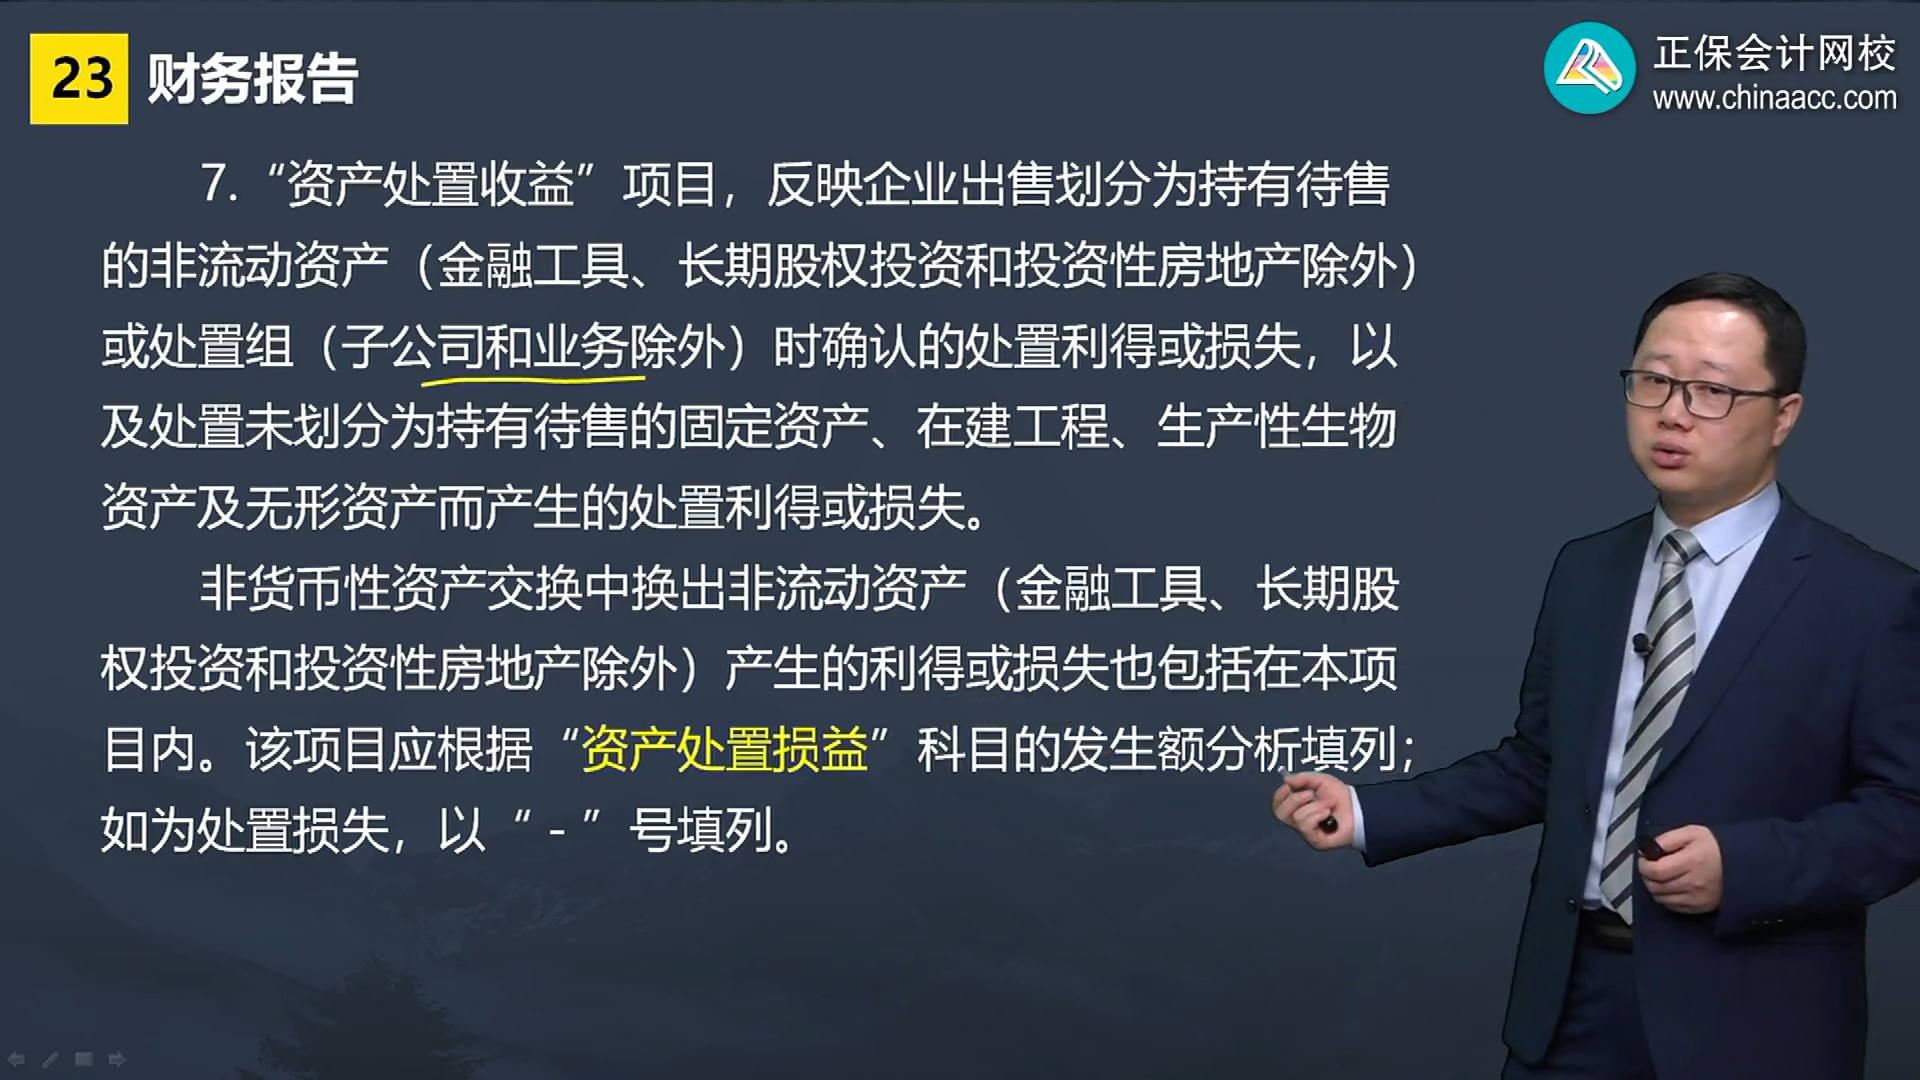 23 财务报告
正保会计网校
www.chinaacc.com
7.“资产处置收益”项目，反映企业出售划分为持有待售
的非流动资产（金融工具、长期股权投资和投资性房地产除外）
或处置组（子公司和业务除外）时确认的处置利得或损失，以
及处置未划分为持有待售的固定资产、在建工程、生产性生物
资产及无形资产而产生的处置利得或损失。
非货币性资产交换中换出非流动资产（金融工具、长期股
权投资和投资性房地产除外）产生的利得或损失也包括在本项
目内。该项目应根据“资产处置损益”科目的发生额分析填列；
如为处置损失，以“-”号填列。